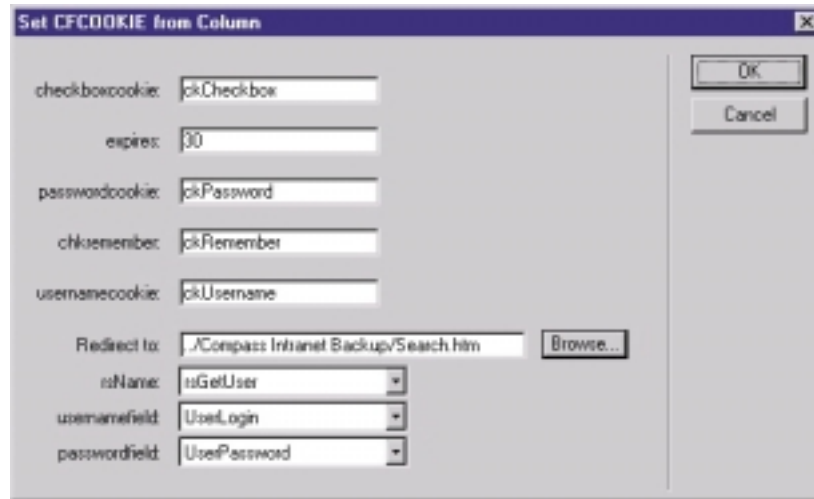 Set CFCOOKIE from Column
checkboxcookie: ckCheckbox
OK
expires: 30
Cancel
passwordcookie: ckPassword
chkremember: ckRemember
usernamecookie: ckUsername
Redirect to: ../Compass Intranet Backup/Search.htm Browse...
rsName: rsGetUser
usernamefield: UserLogin
passwordfield: UserPassword